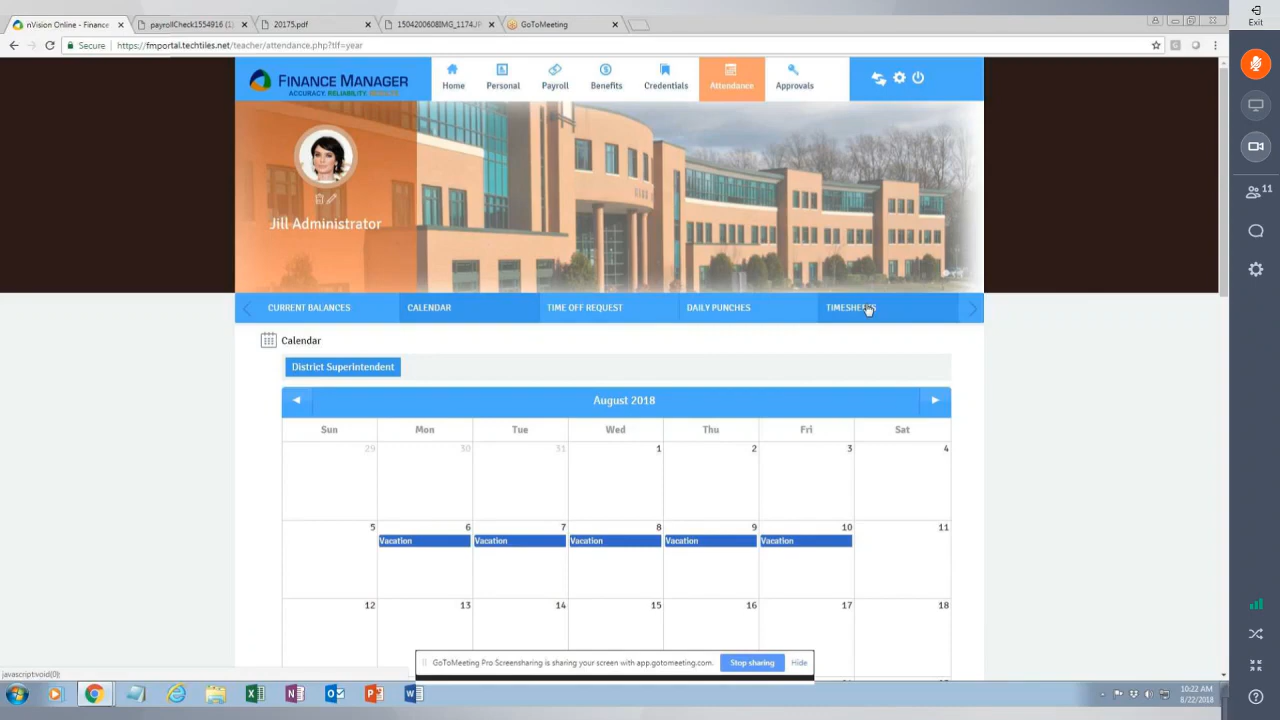 nVision Online - Finance
payrollCheck1554916 (1)
20175.pdf
1504200608IMG_1174.JP
GoToMeeting
Exit
Secure
https://fmportal.techtiles.net/teacher/attendance.php?tlf=year
FINANCE MANAGER
ACCURACY. RELIABILITY.
Home
Personal
Payroll
Benefits
Credentials
Attendance
Approvals
11
Jill Administrator
CURRENT BALANCES
CALENDAR
TIME OFF REQUEST
DAILY PUNCHES
TIMESHEETS
Calendar
District Superintendent
August 2018
Sun Mon Tue Wed Thu Fri Sat
29 30 31 1 2 3 4
5 6 7 8 9 10 11
Vacation Vacation Vacation Vacation Vacation
12 13 14 15 16 17 18
GoToMeeting Pro Screensharing is sharing your screen with app.gotomeeting.com.
Stop sharing
Hide
javascript:void(0);
10:22 AM
8/22/2018